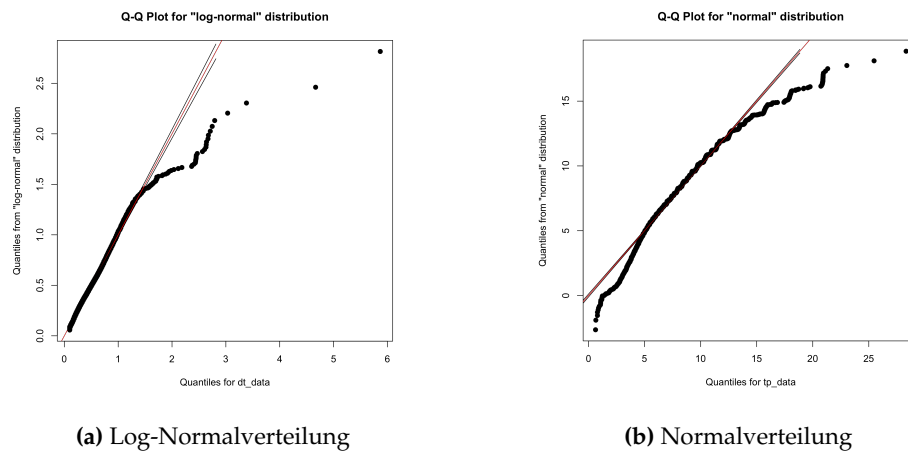 Q-Q Plot for "log-normal" distribution
Quantiles from "log-normal" distribution
0.0 0.5 1.0 1.5 2.0 2.5
0 1 2 3 4 5 6
Quantiles for dt_data
(a) Log-Normalverteilung
Q-Q Plot for "normal" distribution
Quantiles from "normal" distribution
0 5 10 15
0 5 10 15 20 25
Quantiles for tp_data
(b) Normalverteilung